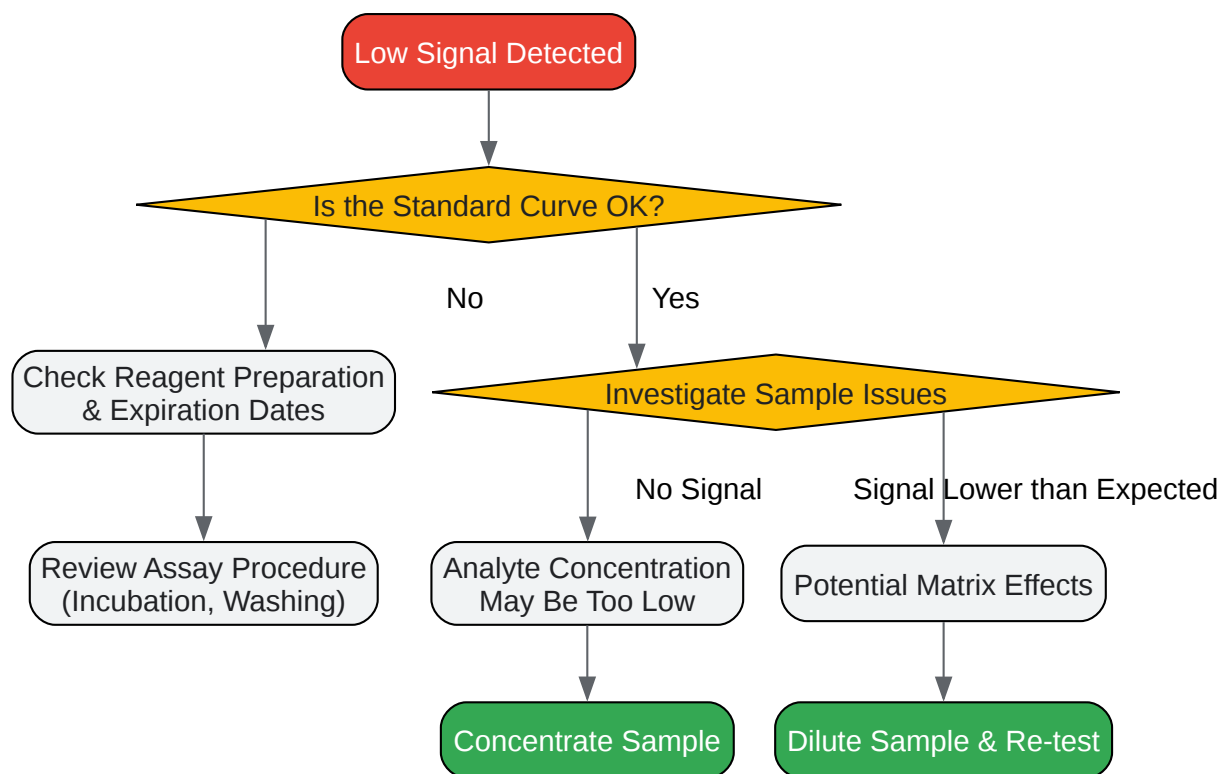 Low Signal Detected
Is the Standard Curve OK?
No
Yes
Check Reagent Preparation
& Expiration Dates
Investigate Sample Issues
No Signal
Signal Lower than Expected
Review Assay Procedure
(Incubation, Washing)
Analyte Concentration
May Be Too Low
Potential Matrix Effects
Concentrate Sample
Dilute Sample & Re-test